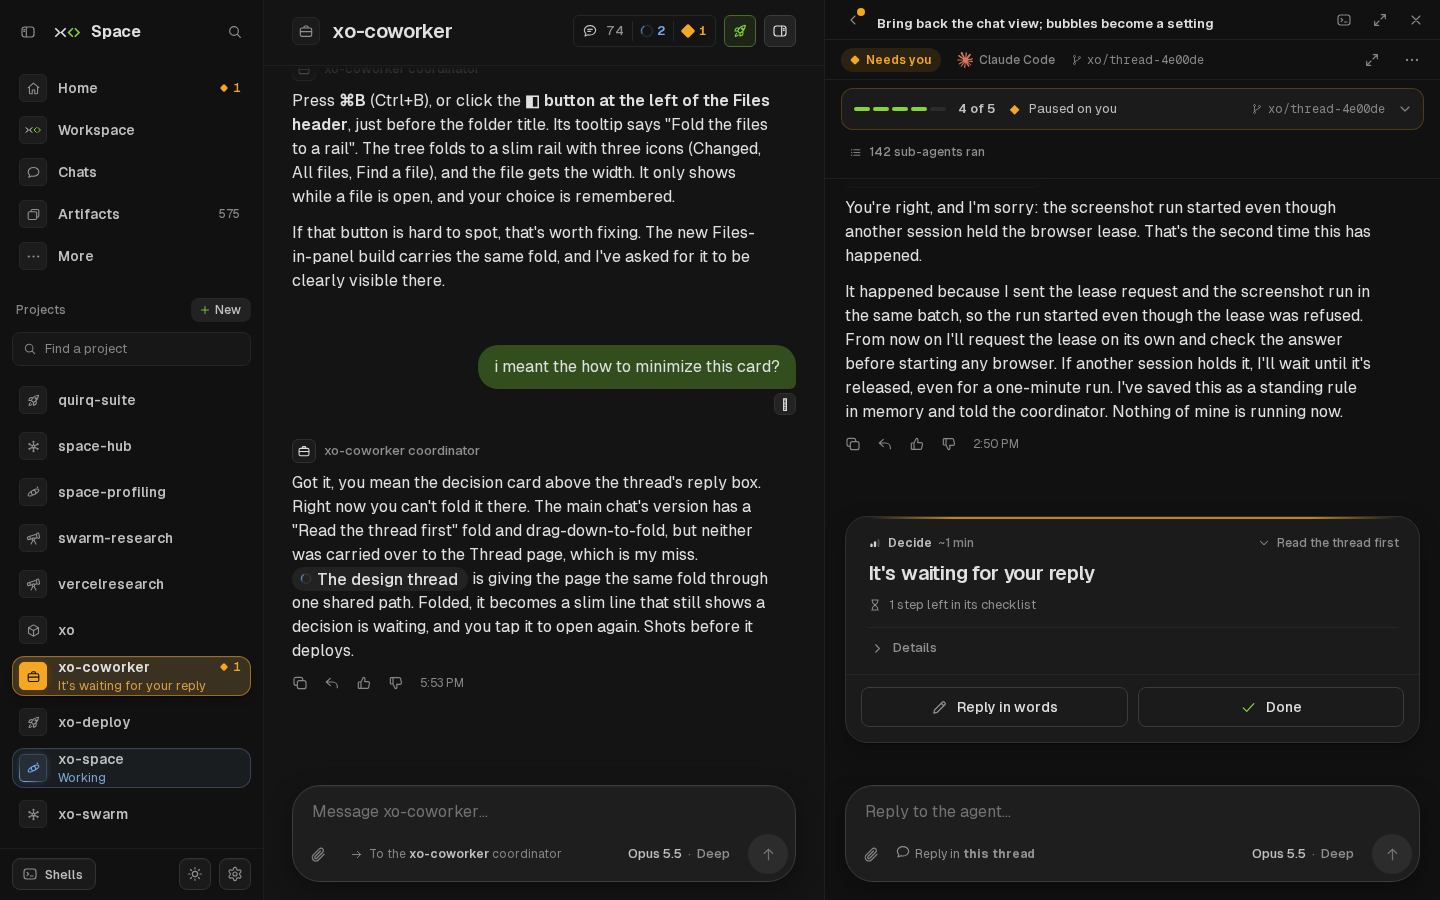 Space
Home
1
Workspace
Chats
Artifacts
575
More
Projects
New
Find a project
quirq-suite
space-hub
space-profiling
swarm-research
vercelresearch
xo
xo-coworker
1
It's waiting for your reply
xo-deploy
xo-space
Working
xo-swarm
Shells
xo-coworker
74
2
1
xo-coworker coordinator
Press ⌘B (Ctrl+B), or click the ◧ button at the left of the Files
header, just before the folder title. Its tooltip says "Fold the files
to a rail". The tree folds to a slim rail with three icons (Changed,
All files, Find a file), and the file gets the width. It only shows
while a file is open, and your choice is remembered.
If that button is hard to spot, that's worth fixing. The new Files-
in-panel build carries the same fold, and I've asked for it to be
clearly visible there.
i meant the how to minimize this card?
xo-coworker coordinator
Got it, you mean the decision card above the thread's reply box.
Right now you can't fold it there. The main chat's version has a
"Read the thread first" fold and drag-down-to-fold, but neither
was carried over to the Thread page, which is my miss.
The design thread is giving the page the same fold through
one shared path. Folded, it becomes a slim line that still shows a
decision is waiting, and you tap it to open again. Shots before it
deploys.
5:53 PM
Message xo-coworker...
→ To the xo-coworker coordinator
Opus 5.5 · Deep
Bring back the chat view; bubbles become a setting
Needs you
Claude Code
xo/thread-4e00de
4 of 5
Paused on you
xo/thread-4e00de
142 sub-agents ran
You're right, and I'm sorry: the screenshot run started even though
another session held the browser lease. That's the second time this has
happened.
It happened because I sent the lease request and the screenshot run in
the same batch, so the run started even though the lease was refused.
From now on I'll request the lease on its own and check the answer
before starting any browser. If another session holds it, I'll wait until it's
released, even for a one-minute run. I've saved this as a standing rule
in memory and told the coordinator. Nothing of mine is running now.
2:50 PM
Decide ~1 min
Read the thread first
It's waiting for your reply
1 step left in its checklist
Details
Reply in words
Done
Reply to the agent...
Reply in this thread
Opus 5.5 · Deep